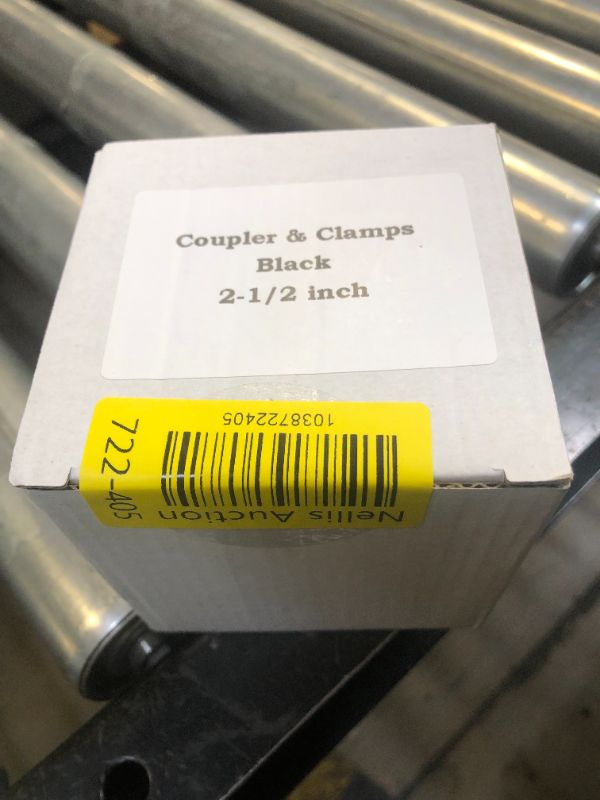 Coupler & Clamps
Black
2-1/2 inch
1038722405
722-405
Nellis Auction